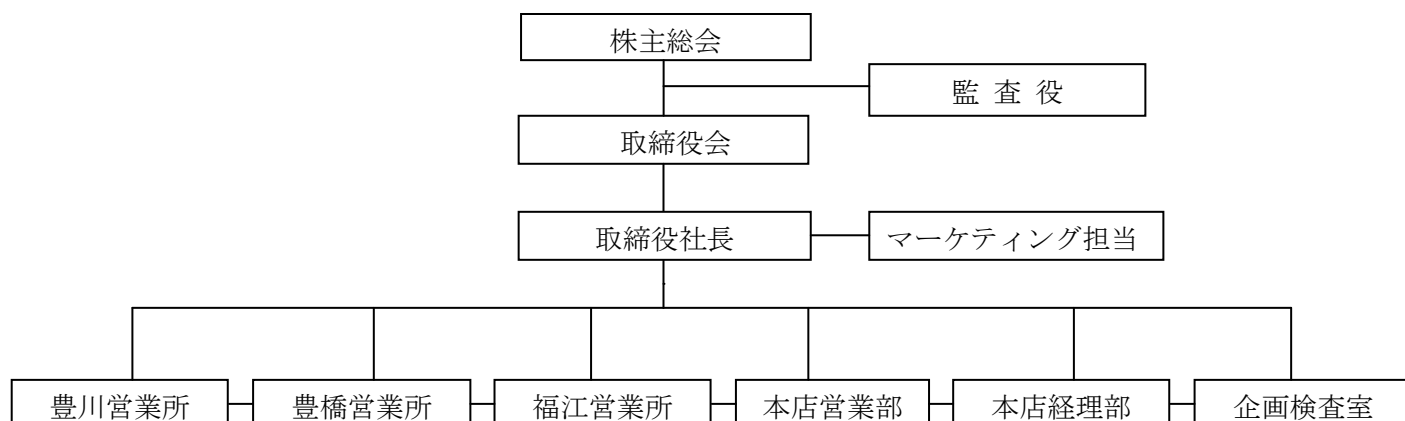 株主総会
監 査 役
取締役会
取締役社長
マーケティング担当
豊川営業所
豊橋営業所
福江営業所
本店営業部
本店経理部
企画検査室